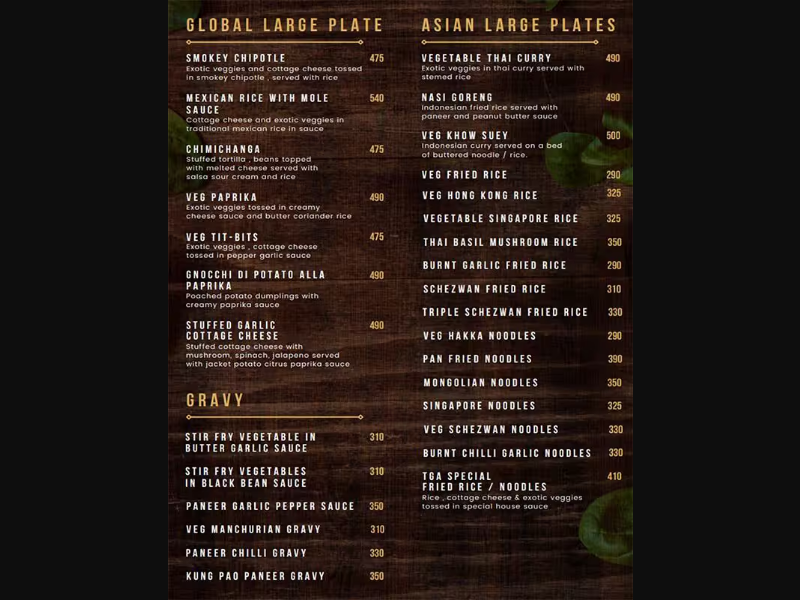 GLOBAL LARGE PLATE
SMOKEY CHIPOTLE 475
Exotic veggies and cottage cheese tossed
in smokey chipotle , served with rice
MEXICAN RICE WITH MOLE 540
SAUCE
Cottage cheese and exotic veggies in
traditional mexican rice in sauce
CHIMICHANGA 475
Stuffed tortilla , beans topped
with melted cheese served with
salsa sour cream and rice
VEG PAPRIKA 490
Exotic veggies tossed in creamy
cheese sauce and butter coriander rice
VEG TIT-BITS 475
Exotic veggies , cottage cheese
tossed in pepper garlic sauce
GNOCCHI DI POTATO ALLA 490
PAPRIKA
Poached potato dumplings with
creamy paprika sauce
STUFFED GARLIC 490
COTTAGE CHEESE
Stuffed cottage cheese with
mushroom, spinach, jalapeno served
with jacket potato citrus paprika sauce
GRAVY
STIR FRY VEGETABLE IN 310
BUTTER GARLIC SAUCE
STIR FRY VEGETABLES 310
IN BLACK BEAN SAUCE
PANEER GARLIC PEPPER SAUCE 350
VEG MANCHURIAN GRAVY 310
PANEER CHILLI GRAVY 330
KUNG PAO PANEER GRAVY 350
ASIAN LARGE PLATES
VEGETABLE THAI CURRY 490
Exotic veggies in thai curry served with
stemed rice
NASI GORENG 490
Indonesian fried rice served with
paneer and peanut butter sauce
VEG KHOW SUEY 500
Indonesian curry served on a bed
of buttered noodle / rice.
VEG FRIED RICE 290
VEG HONG KONG RICE 325
VEGETABLE SINGAPORE RICE 325
THAI BASIL MUSHROOM RICE 350
BURNT GARLIC FRIED RICE 290
SCHEZWAN FRIED RICE 310
TRIPLE SCHEZWAN FRIED RICE 330
VEG HAKKA NOODLES 290
PAN FRIED NOODLES 390
MONGOLIAN NOODLES 350
SINGAPORE NOODLES 325
VEG SCHEZWAN NOODLES 330
BURNT CHILLI GARLIC NOODLES 330
TGA SPECIAL 410
FRIED RICE / NOODLES
Rice , cottage cheese & exotic veggies
tossed in special house sauce